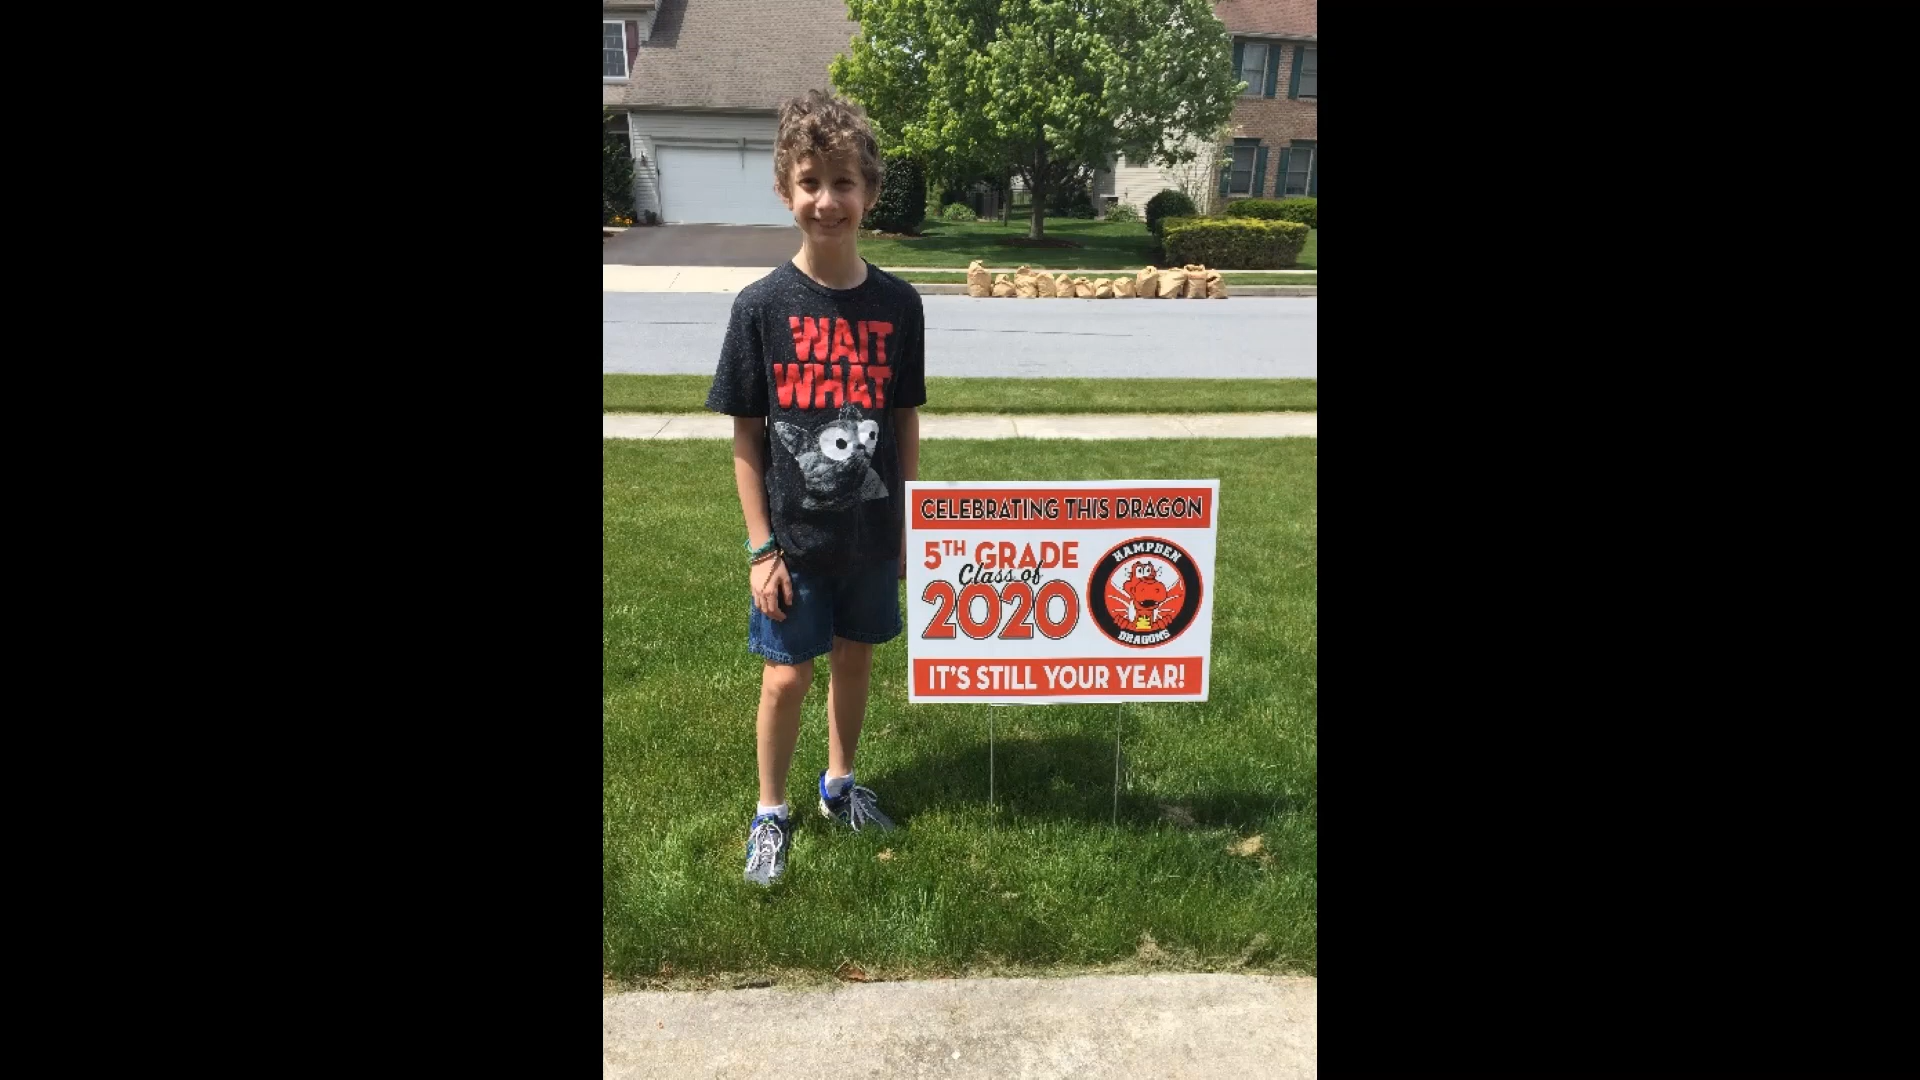 WAIT
WHAT
CELEBRATING THIS DRAGON
5TH GRADE
Class of
2020
HAMPDEN
DRAGONS
IT'S STILL YOUR YEAR!